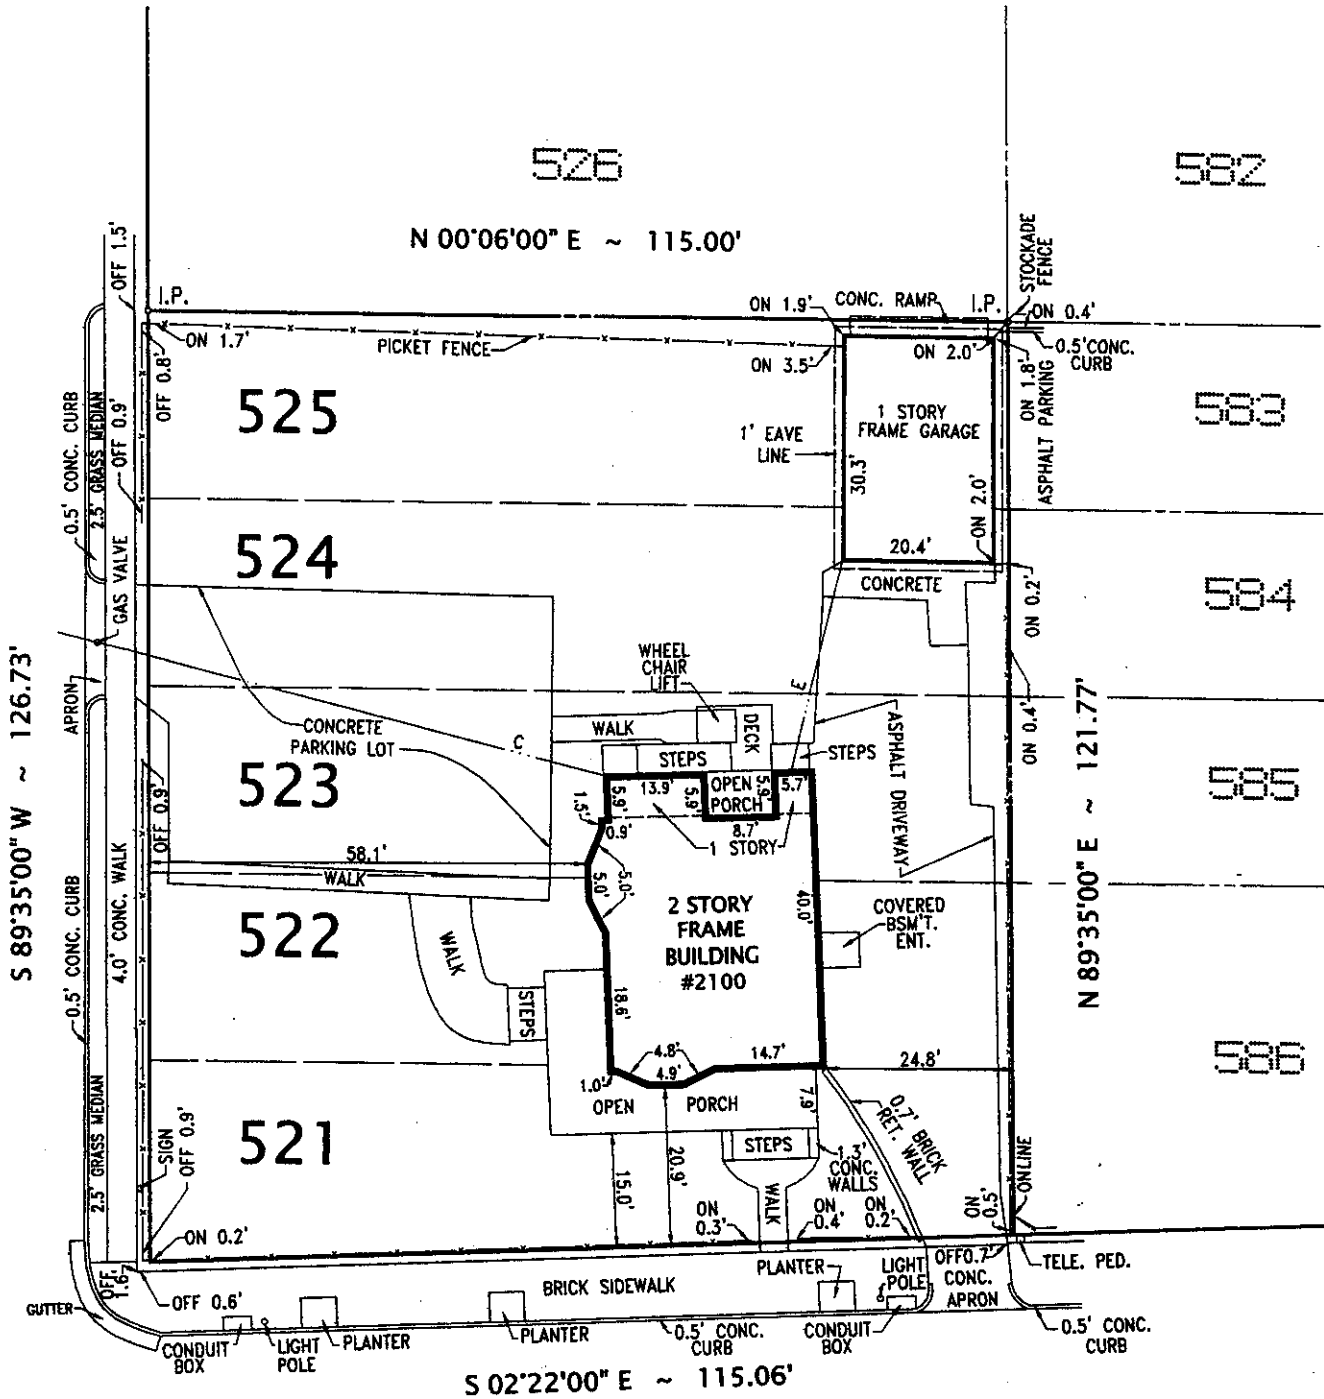 526
582
N 00°06'00" E ~ 115.00'
OFF 1.5'
STOCKADE
FENCE
I.P.
ON 1.9'
CONC. RAMP
I.P.
ON 0.4'
ON 1.7'
PICKET FENCE
ON 3.5'
ON 2.0'
0.5'CONC.
CURB
OFF 0.8'
ON 1.8'
ASPHALT PARKING
0.5' CONC. CURB
2.5' GRASS MEDIAN
OFF 0.9'
525
1 STORY
FRAME GARAGE
583
1' EAVE
LINE
30.3'
ON 2.0'
20.4'
524
GAS VALVE
CONCRETE
ON 0.2'
584
WHEEL
CHAIR
LIFT
APRON
S 89°35'00" W ~ 126.73'
CONCRETE
PARKING LOT
WALK
DECK
E
C
STEPS
STEPS
ASPHALT DRIVEWAY
ON 0.4'
N 89°35'00" E ~ 121.77'
523
13.9'
OPEN
PORCH
5.9'
5.9'
5.9'
5.7'
585
1.5'
0.9'
8.7'
1 STORY
OFF 0.9'
58.1'
WALK
5.0'
5.0'
40.0'
0.5' CONC. CURB
4.0' CONC. WALK
522
WALK
2 STORY
FRAME
BUILDING
#2100
COVERED
BSM'T.
ENT.
STEPS
18.6'
4.8'
14.7'
24.8'
586
1.0'
4.9'
OPEN PORCH
7.9'
0.7' BRICK
RET. WALL
2.5' GRASS MEDIAN
521
SIGN
OFF 0.9'
STEPS
1.3'
CONC.
WALLS
15.0'
20.9'
WALK
ONLINE
ON
0.5'
ON 0.2'
ON
0.3'
ON
0.4'
ON
0.2'
OFF
1.6'
OFF 0.6'
BRICK SIDEWALK
PLANTER
LIGHT
POLE
OFF0.7'
CONC.
APRON
TELE. PED.
GUTTER
CONDUIT
BOX
LIGHT
POLE
PLANTER
PLANTER
0.5' CONC.
CURB
CONDUIT
BOX
0.5' CONC.
CURB
S 02°22'00" E ~ 115.06'